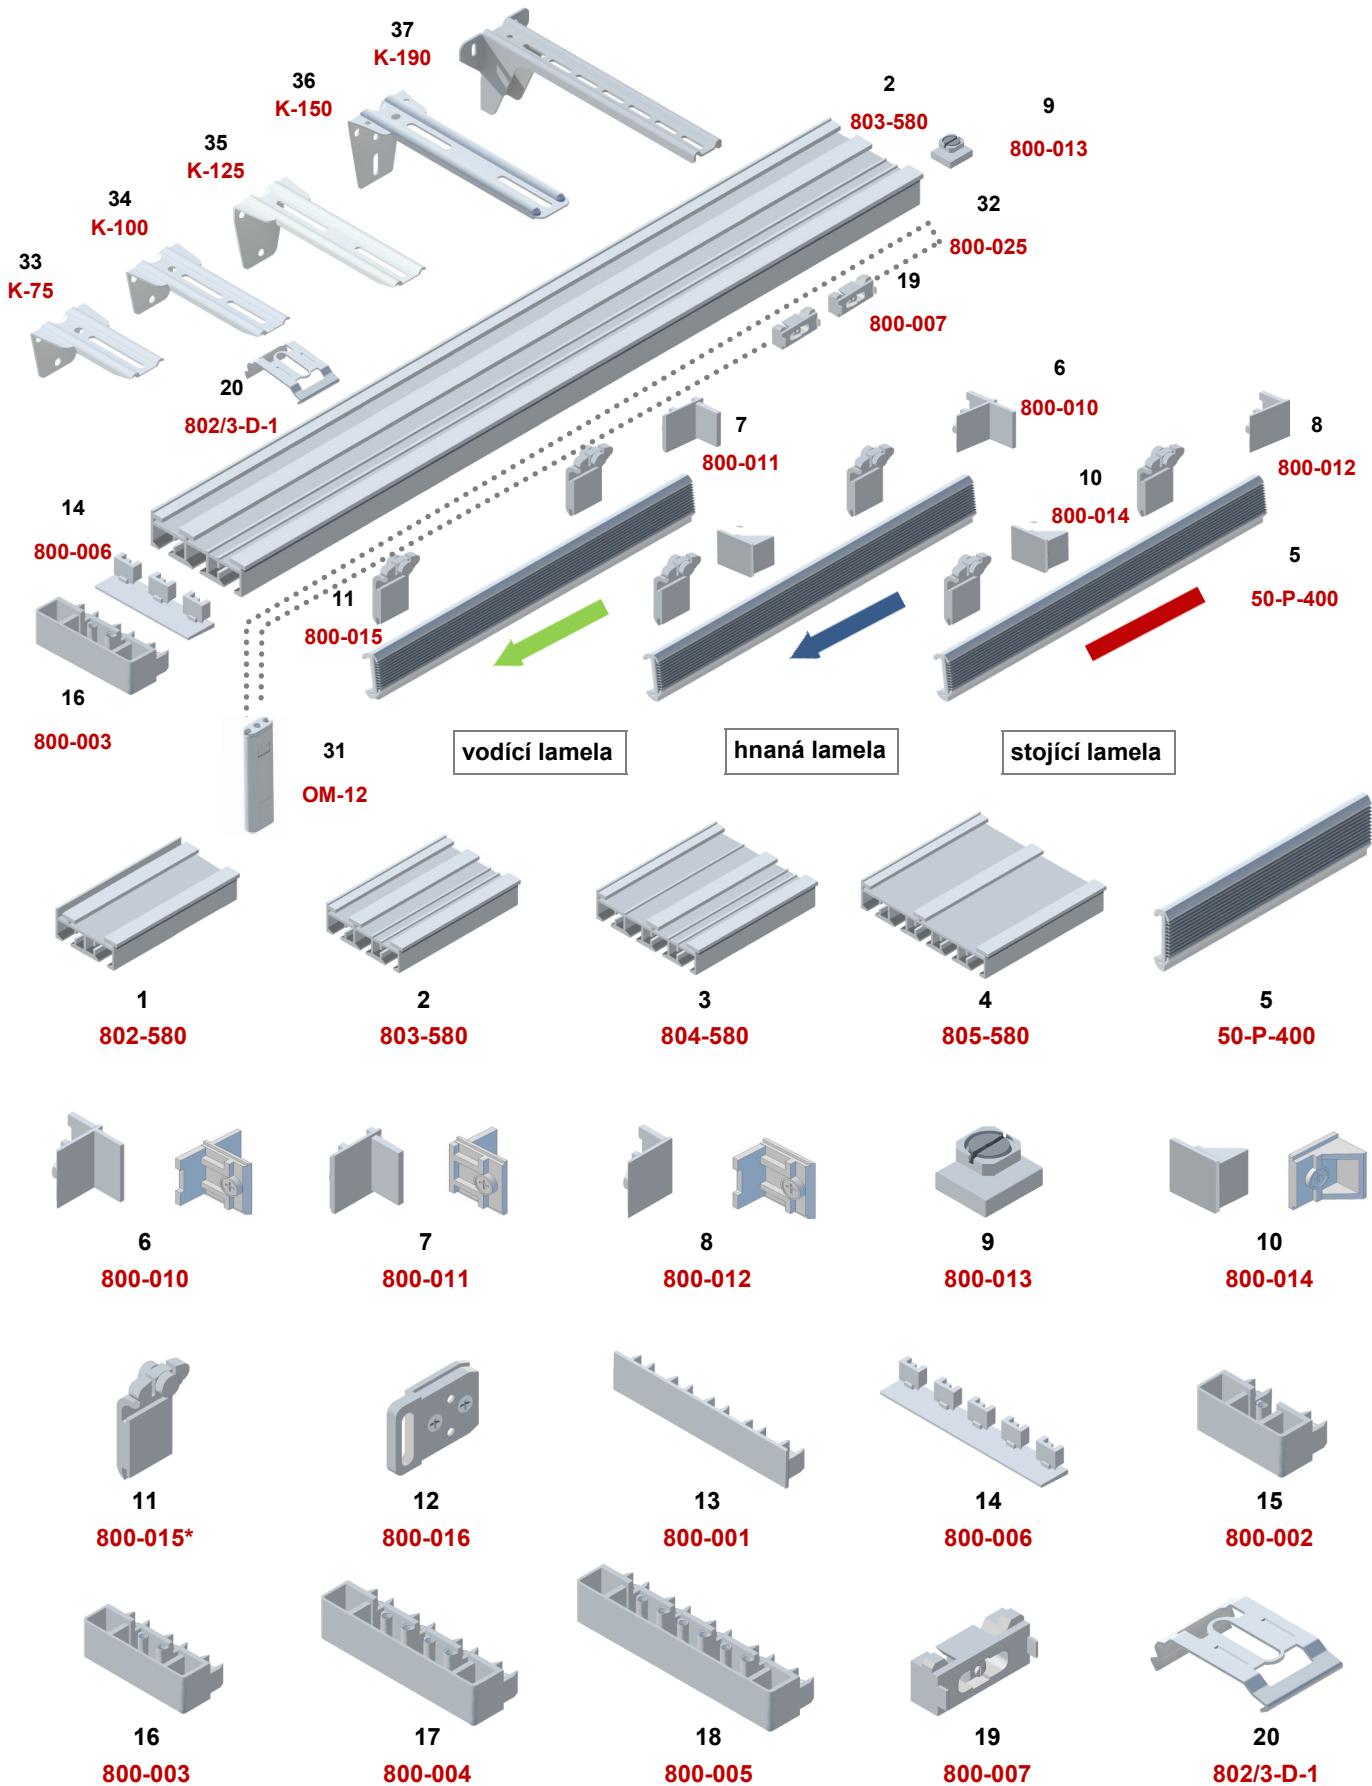 37
K-190
36
K-150
2
803-580
9
800-013
35
K-125
34
K-100
32
800-025
33
K-75
19
800-007
20
802/3-D-1
6
800-010
7
800-011
8
800-012
10
800-014
14
800-006
5
50-P-400
11
800-015
16
800-003
31
OM-12
vodící lamela
hnaná lamela
stojící lamela
1 2 3 4 5
802-580 803-580 804-580 805-580 50-P-400
6 7 8 9 10
800-010 800-011 800-012 800-013 800-014
11 12 13 14 15
800-015* 800-016 800-001 800-006 800-002
16 17 18 19 20
800-003 800-004 800-005 800-007 802/3-D-1